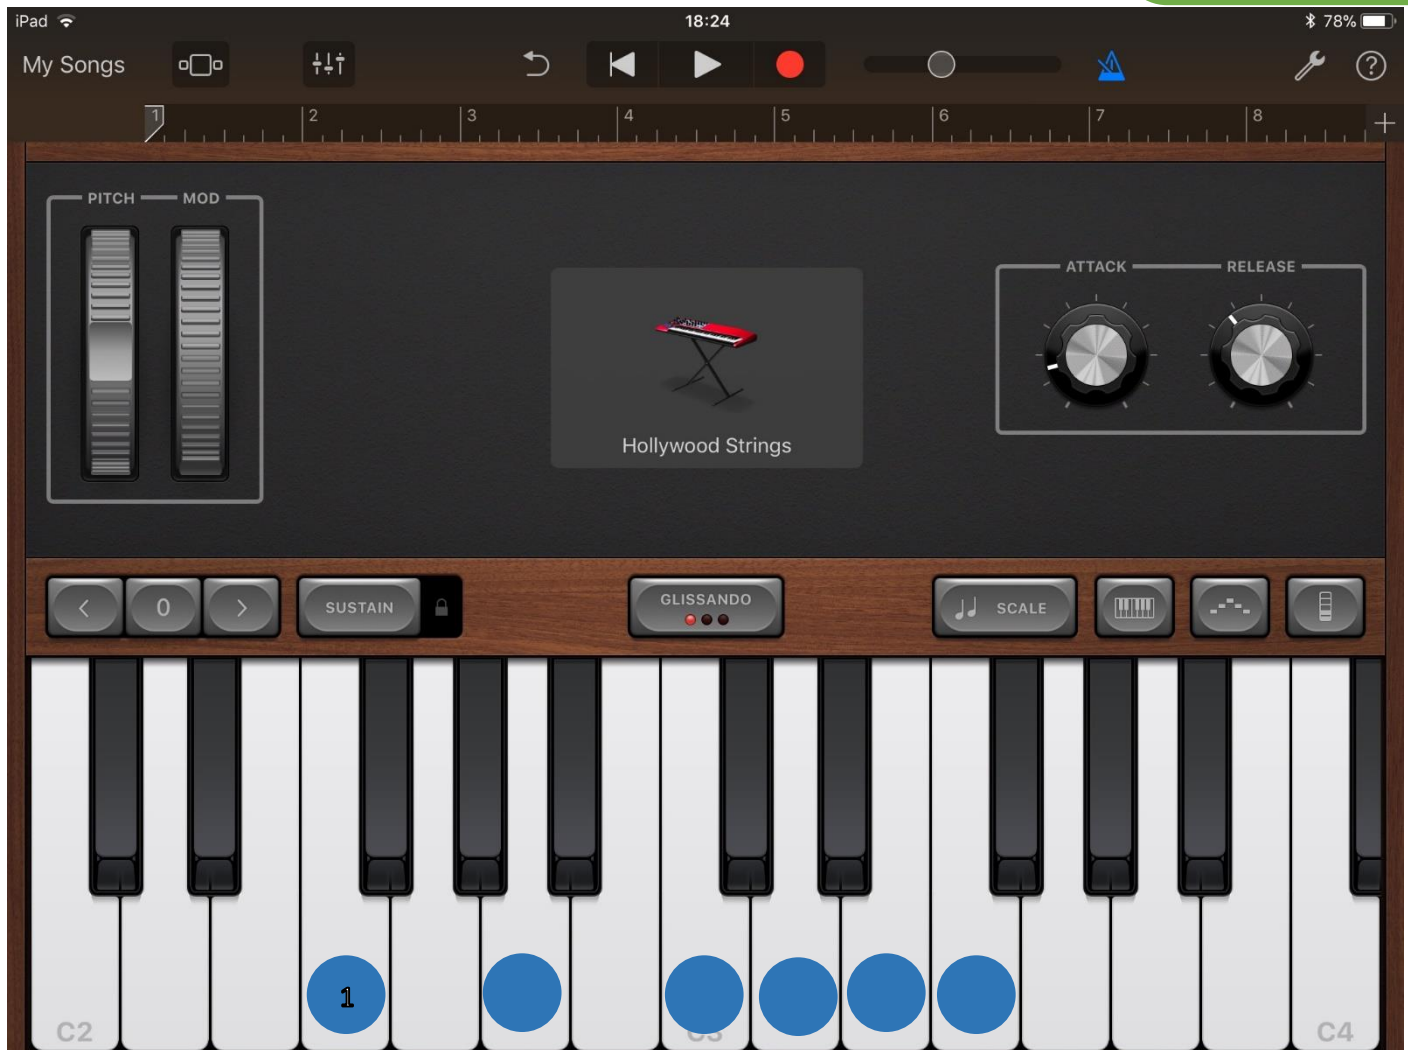 iPad 18:24 78%
My Songs ?
1 2 3 4 5 6 7 8 +
PITCH MOD
ATTACK RELEASE
Hollywood Strings
< 0 > SUSTAIN GLISSANDO SCALE
1
C2 C3 C4